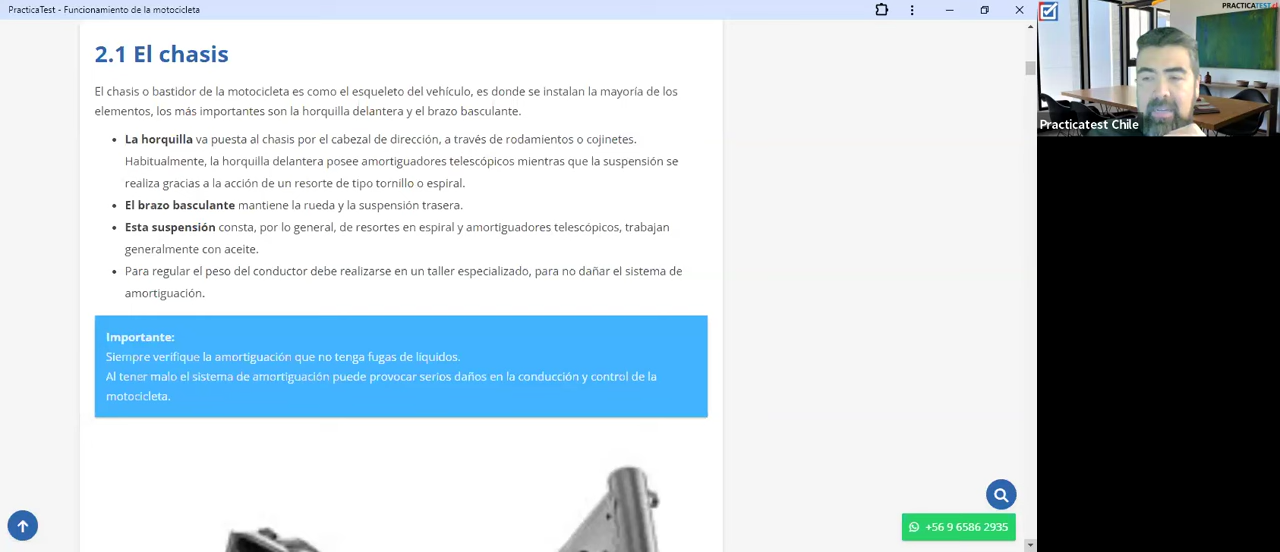 PracticaTest - Funcionamiento de la motocicleta
PRACTICATEST.cl
2.1 El chasis
El chasis o bastidor de la motocicleta es como el esqueleto del vehículo, es donde se instalan la mayoría de los
elementos, los más importantes son la horquilla delantera y el brazo basculante.
Practicatest Chile
• La horquilla va puesta al chasis por el cabezal de dirección, a través de rodamientos o cojinetes.
Habitualmente, la horquilla delantera posee amortiguadores telescópicos mientras que la suspensión se
realiza gracias a la acción de un resorte de tipo tornillo o espiral.
• El brazo basculante mantiene la rueda y la suspensión trasera.
• Esta suspensión consta, por lo general, de resortes en espiral y amortiguadores telescópicos, trabajan
generalmente con aceite.
• Para regular el peso del conductor debe realizarse en un taller especializado, para no dañar el sistema de
amortiguación.
Importante:
Siempre verifique la amortiguación que no tenga fugas de líquidos.
Al tener malo el sistema de amortiguación puede provocar serios daños en la conducción y control de la
motocicleta.
+56 9 6586 2935